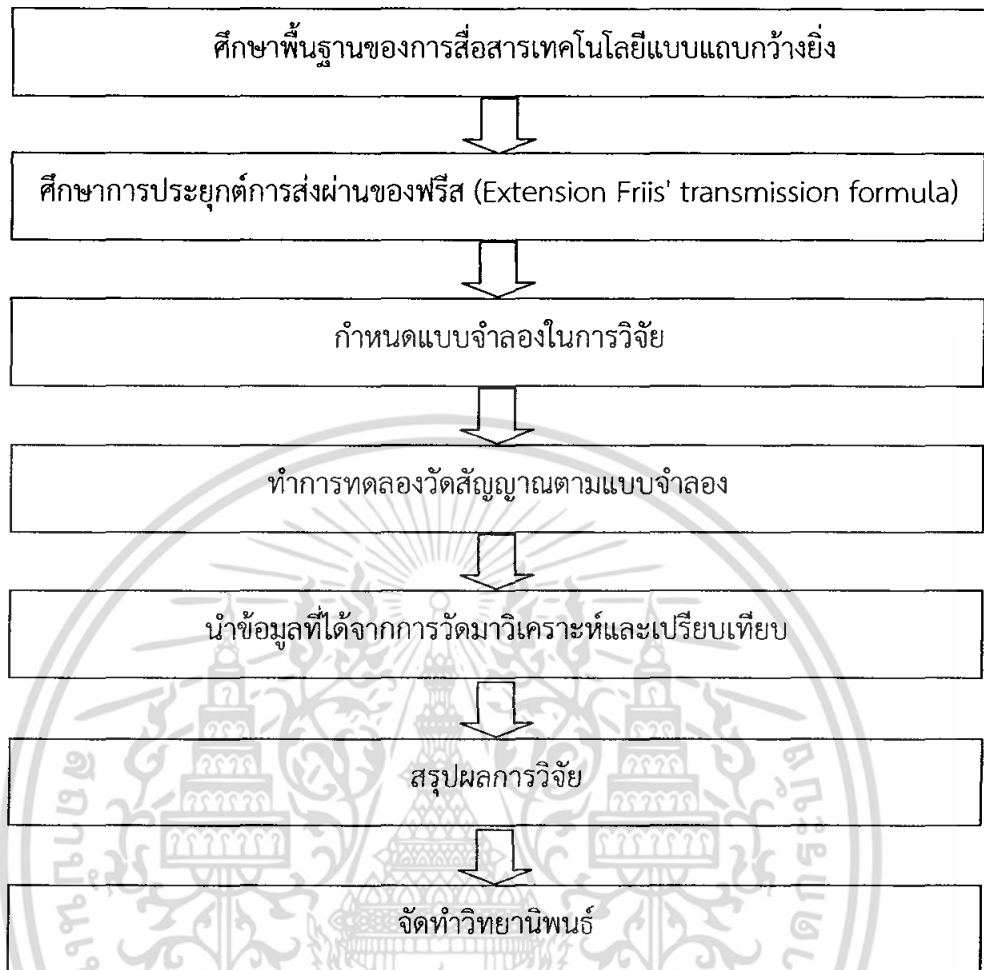 ศึกษาพื้นฐานของการสื่อสารเทคโนโลยีแบบแถบกว้างยิ่ง
ศึกษาการประยุกต์การส่งผ่านของฟรีส (Extension Friis' transmission formula)
กำหนดแบบจำลองในการวิจัย
ทำการทดลองวัดสัญญาณตามแบบจำลอง
นำข้อมูลที่ได้จากการวัดมาวิเคราะห์และเปรียบเทียบ
สรุปผลการวิจัย
จัดทำวิทยานิพนธ์